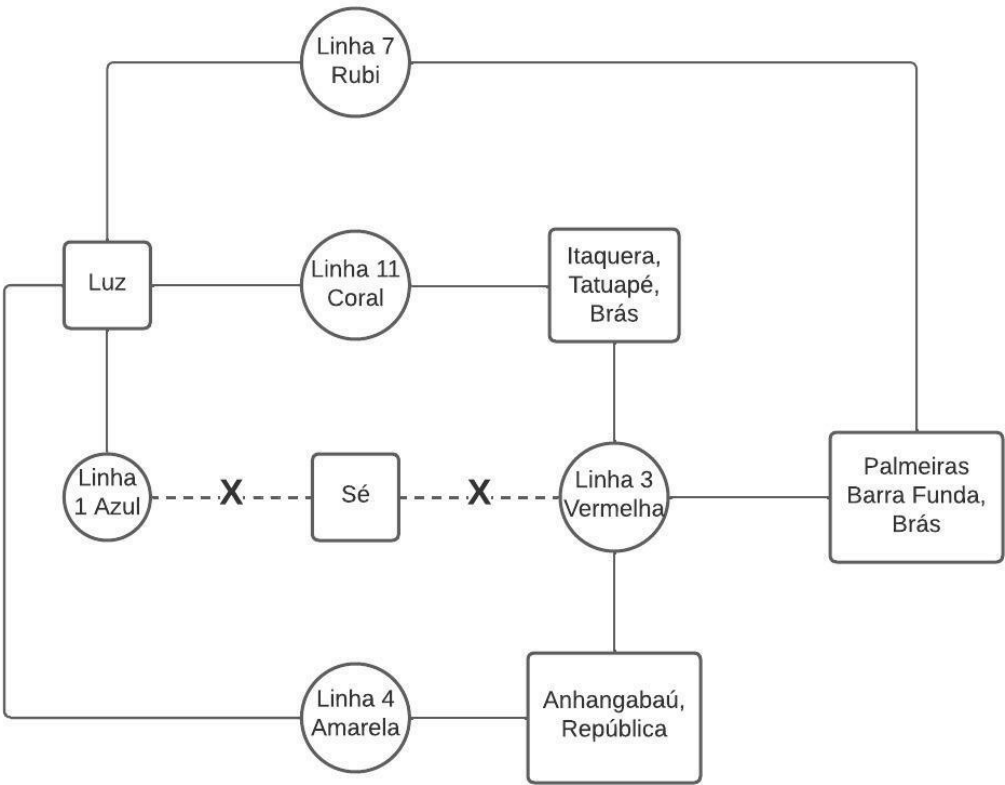 Linha 7
Rubi
Luz
Linha 11
Coral
Itaquera,
Tatuapé,
Brás
Linha
1 Azul
X
Sé
X
Linha 3
Vermelha
Palmeiras
Barra Funda,
Brás
Linha 4
Amarela
Anhangabaú,
República